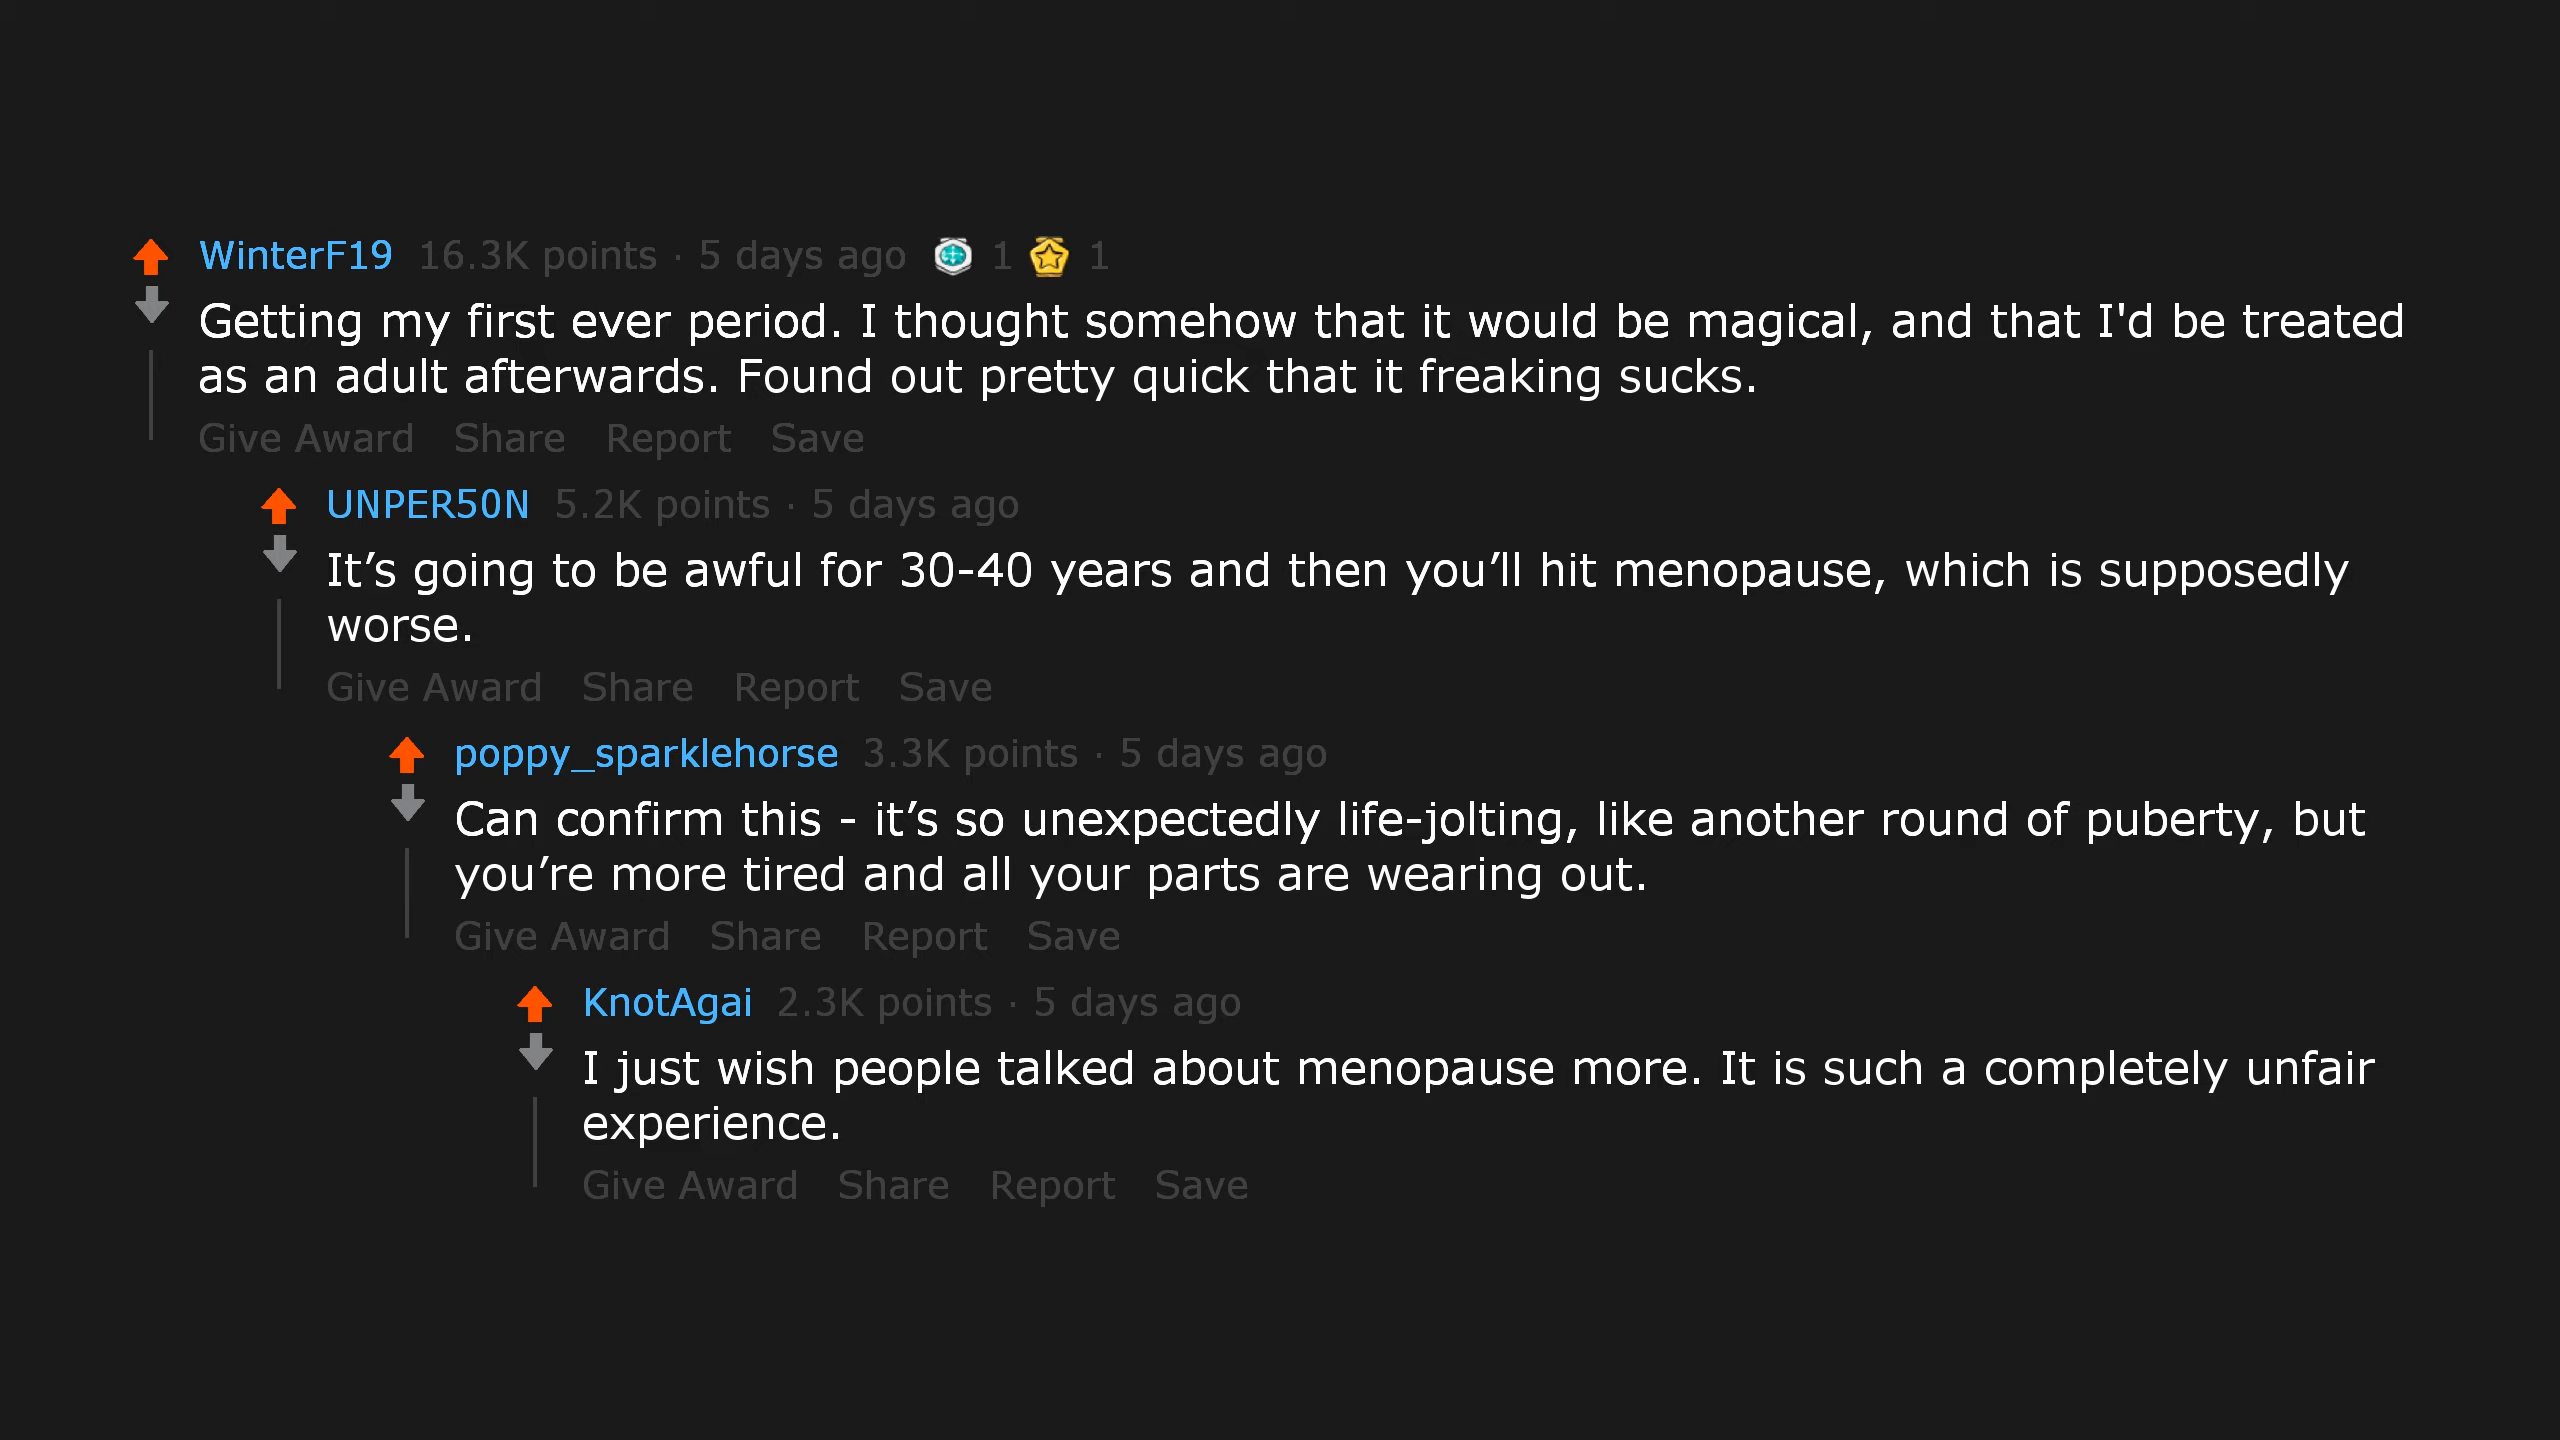 WinterF19 16.3K points · 5 days ago 1 1
Getting my first ever period. I thought somehow that it would be magical, and that I'd be treated
as an adult afterwards. Found out pretty quick that it freaking sucks.
Give Award Share Report Save
UNPER50N 5.2K points · 5 days ago
It’s going to be awful for 30-40 years and then you’ll hit menopause, which is supposedly
worse.
Give Award Share Report Save
poppy_sparklehorse 3.3K points · 5 days ago
Can confirm this - it’s so unexpectedly life-jolting, like another round of puberty, but
you’re more tired and all your parts are wearing out.
Give Award Share Report Save
KnotAgai 2.3K points · 5 days ago
I just wish people talked about menopause more. It is such a completely unfair
experience.
Give Award Share Report Save